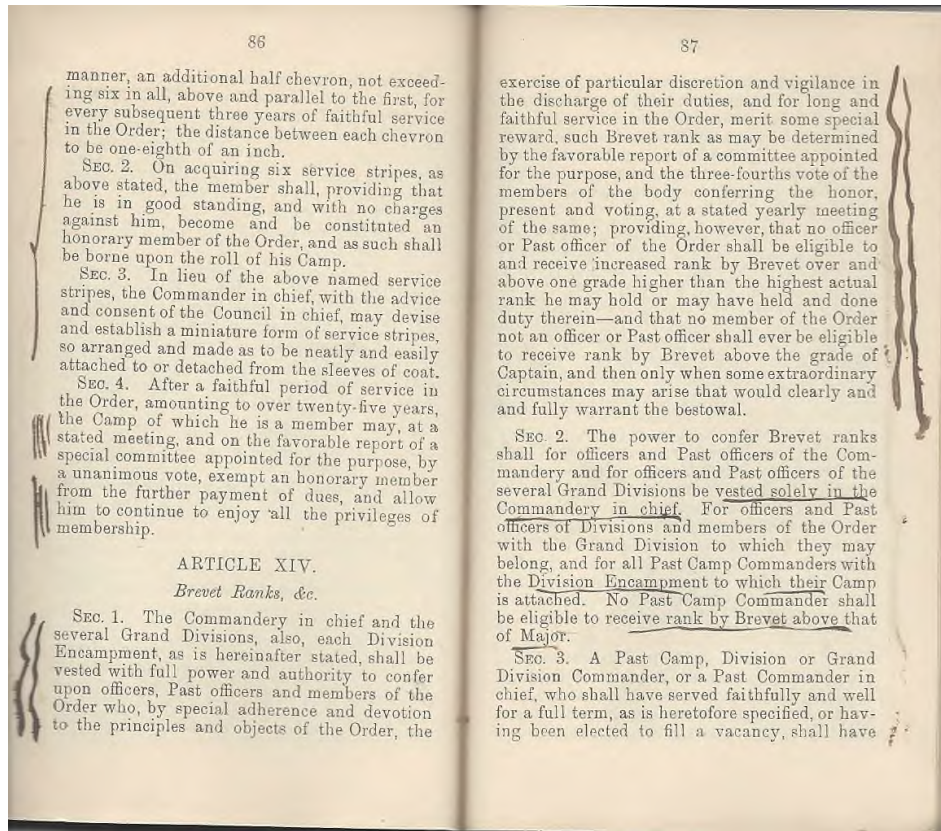 86
manner, an additional half chevron, not exceed-
ing six in all, above and parallel to the first, for
every subsequent three years of faithful service
in the Order; the distance between each chevron
to be one-eighth of an inch.
SEC. 2. On acquiring six service stripes, as
above stated, the member shall, providing that
he is in good standing, and with no charges
against him, become and be constituted an
honorary member of the Order, and as such shall
be borne upon the roll of his Camp.
SEC. 3. In lieu of the above named service
stripes, the Commander in chief, with the advice
and consent of the Council in chief, may devise
and establish a miniature form of service stripes,
so arranged and made as to be neatly and easily
attached to or detached from the sleeves of coat.
SEC. 4. After a faithful period of service in
the Order, amounting to over twenty-five years,
the Camp of which he is a member may, at a
stated meeting, and on the favorable report of a
special committee appointed for the purpose, by
a unanimous vote, exempt an honorary member
from the further payment of dues, and allow
him to continue to enjoy all the privileges of
membership.
ARTICLE XIV.
Brevet Ranks, &c.
SEC. 1. The Commandery in chief and the
several Grand Divisions, also, each Division
Encampment, as is hereinafter stated, shall be
vested with full power and authority to confer
upon officers, Past officers and members of the
Order who, by special adherence and devotion
to the principles and objects of the Order, the
87
exercise of particular discretion and vigilance in
the discharge of their duties, and for long and
faithful service in the Order, merit some special
reward, such Brevet rank as may be determined
by the favorable report of a committee appointed
for the purpose, and the three-fourths vote of the
members of the body conferring the honor,
present and voting, at a stated yearly meeting
of the same; providing, however, that no officer
or Past officer of the Order shall be eligible to
and receive increased rank by Brevet over and
above one grade higher than the highest actual
rank he may hold or may have held and done
duty therein—and that no member of the Order
not an officer or Past officer shall ever be eligible
to receive rank by Brevet above the grade of
Captain, and then only when some extraordinary
circumstances may arise that would clearly and
and fully warrant the bestowal.
SEC. 2. The power to confer Brevet ranks
shall for officers and Past officers of the Com-
mandery and for officers and Past officers of the
several Grand Divisions be vested solely in the
Commandery in chief. For officers and Past
officers of Divisions and members of the Order
with the Grand Division to which they may
belong, and for all Past Camp Commanders with
the Division Encampment to which their Camp
is attached. No Past Camp Commander shall
be eligible to receive rank by Brevet above that
of Major.
SEC. 3. A Past Camp, Division or Grand
Division Commander, or a Past Commander in
chief, who shall have served faithfully and well
for a full term, as is heretofore specified, or hav-
ing been elected to fill a vacancy, shall have